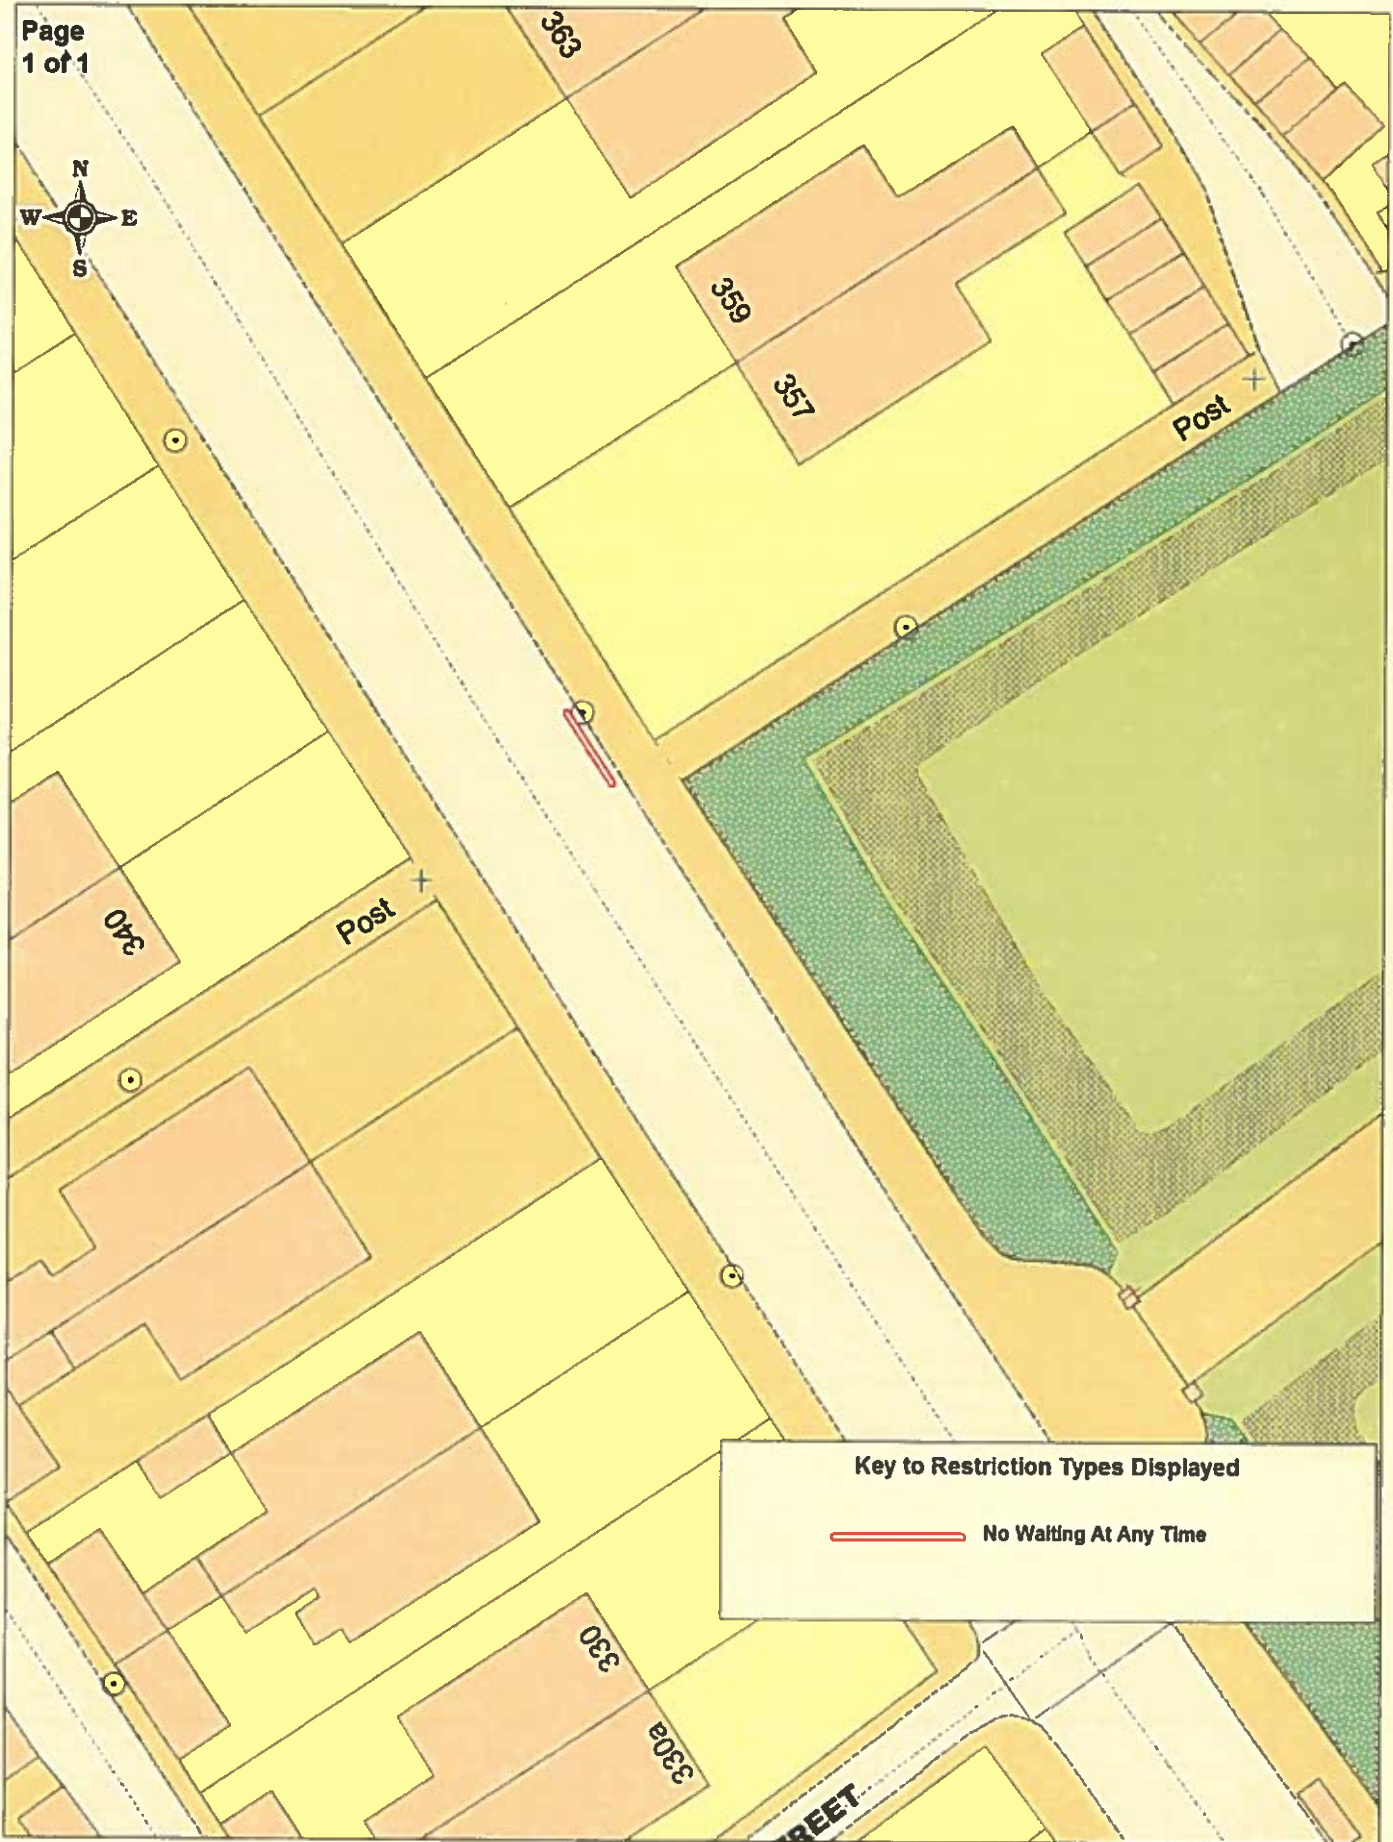 Page
1 of 1
N
W E
S
363
359
357
Post
340
Post
Key to Restriction Types Displayed
No Waiting At Any Time
330
330a
REET